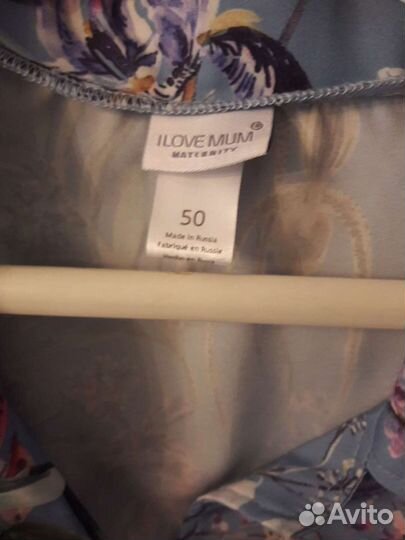 I LOVE MUM ©
MATERNITY
50
Made in Russia
Fabriqué en Russie
Avito